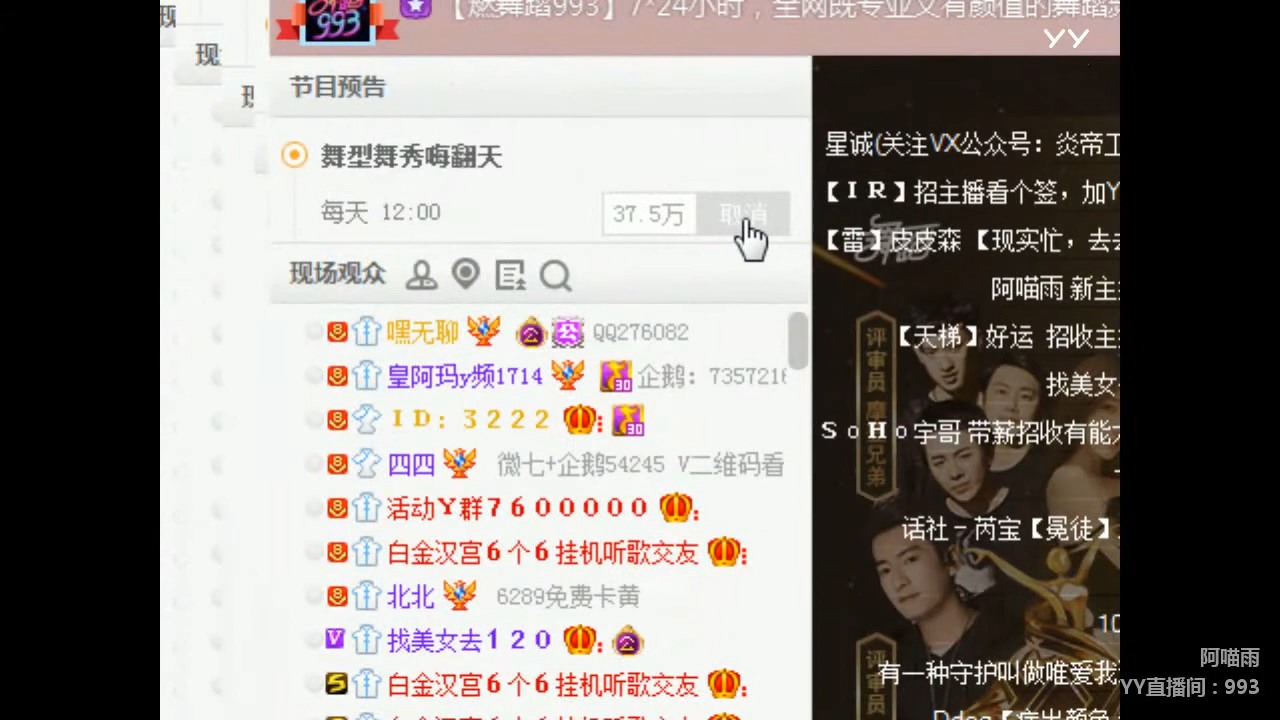 现
现
993
【燃舞蹈993】7*24小时，全网既专业又有颜值的舞蹈
YY
节目预告
舞型舞秀嗨翻天
每天 12:00
37.5万
取消
现场观众
嘿无聊 QQ276082
皇阿玛y频1714 30 企鹅：
ID：3222 30
四四 微七+企鹅54245 V二维码看
活动Y群7600000
白金汉宫6个6挂机听歌交友
北北 6289免费卡黄
找美女去120
白金汉宫6个6挂机听歌交友
星诚(关注VX公众号：炎帝
【IR】招主播看个签，加Y
【雷】皮皮森【现实忙，去
阿喵雨 新主
【天梯】好运 招收主
找美女
SoHo宇哥 带薪招收有能
话社－芮宝【冕徒】
10
有一种守护叫做唯爱我
评审员
兄弟
评审员
阿喵雨
YY直播间：993